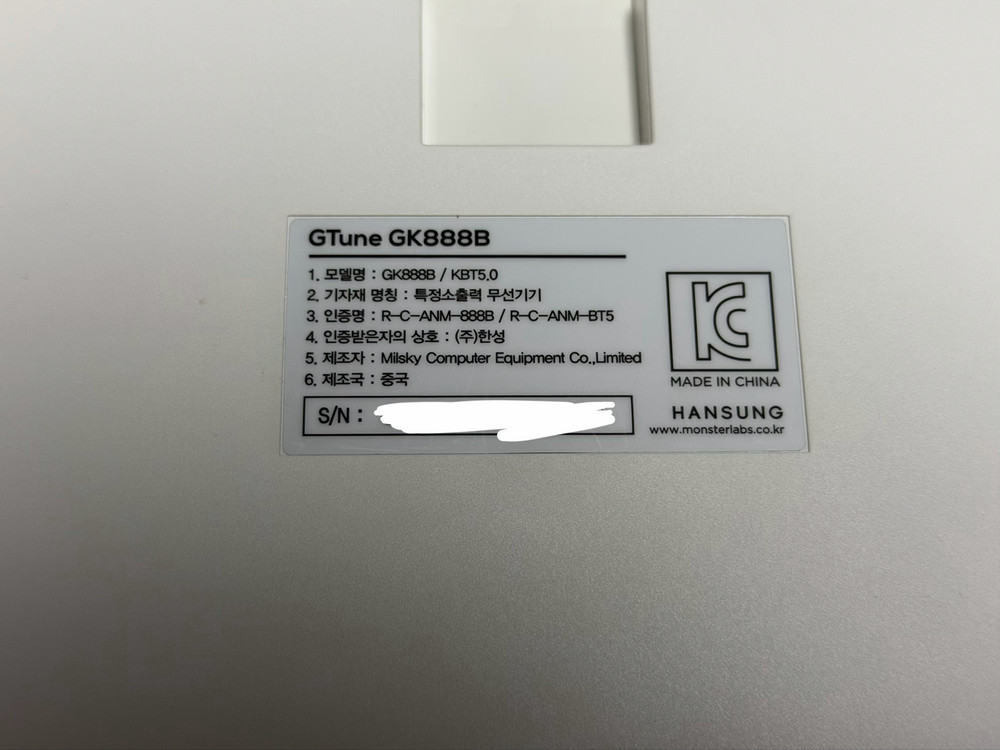 GTune GK888B
1. 모델명 : GK888B / KBT5.0
2. 기자재 명칭 : 특정소출력 무선기기
3. 인증명 : R-C-ANM-888B / R-C-ANM-BT5
4. 인증받은자의 상호 : (주)한성
5. 제조자 : Milsky Computer Equipment Co.,Limited
6. 제조국 : 중국
S/N :
KC
MADE IN CHINA
HANSUNG
www.monsterlabs.co.kr